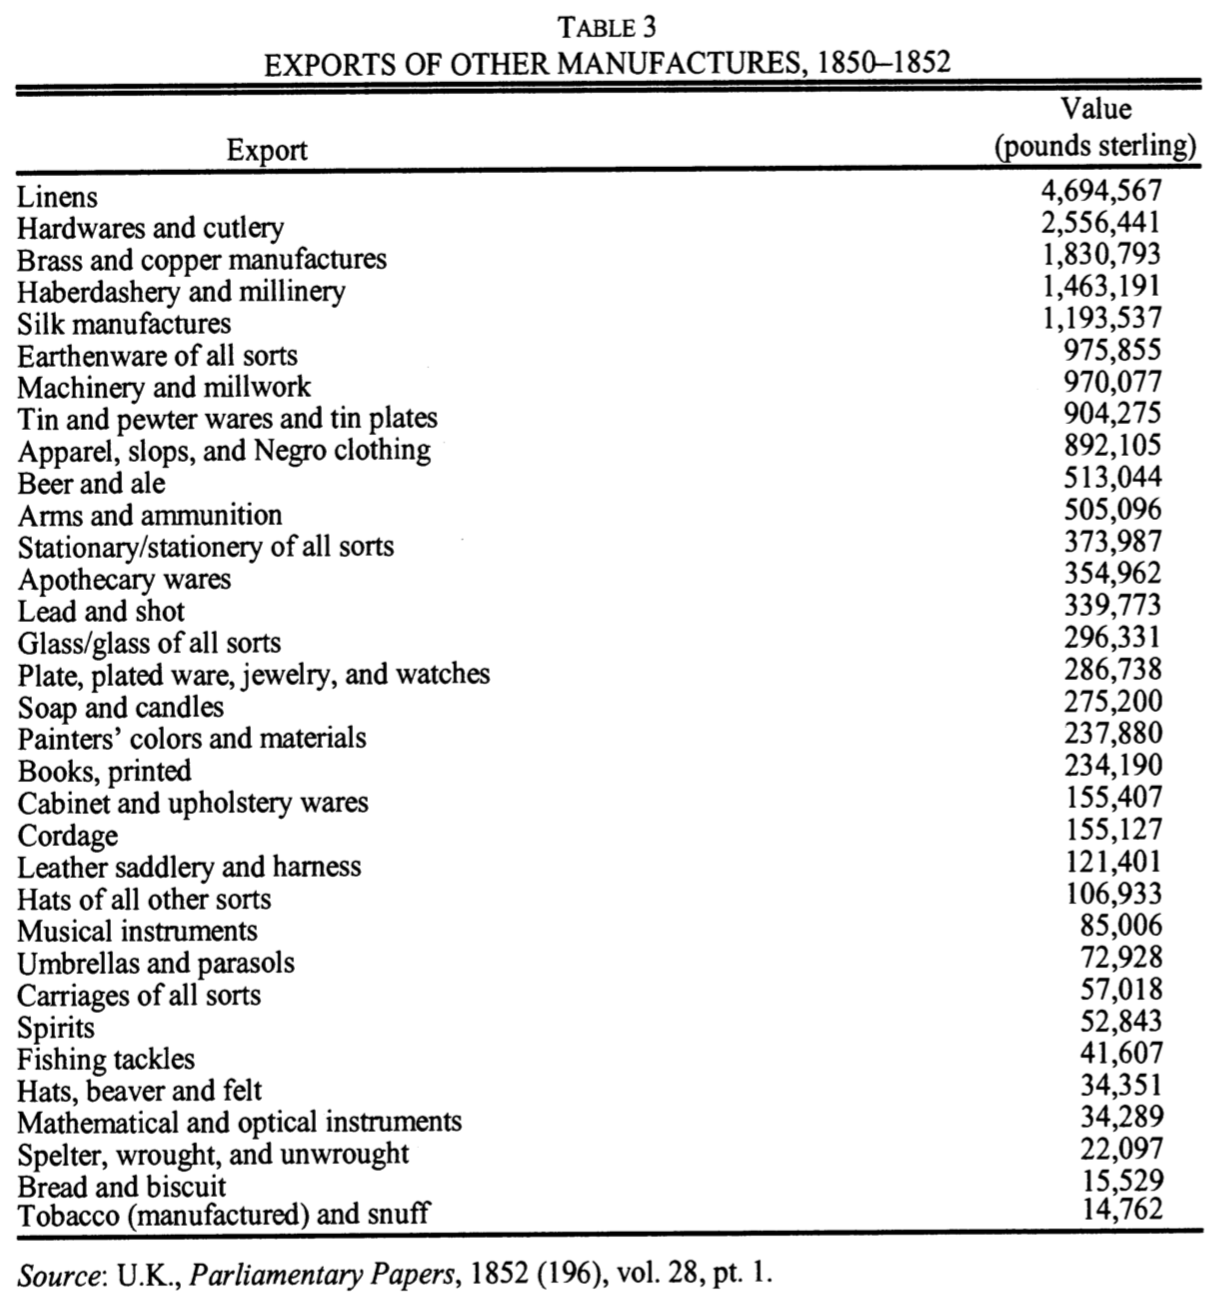 TABLE 3
EXPORTS OF OTHER MANUFACTURES, 1850–1852
Value
Export (pounds sterling)
Linens 4,694,567
Hardwares and cutlery 2,556,441
Brass and copper manufactures 1,830,793
Haberdashery and millinery 1,463,191
Silk manufactures 1,193,537
Earthenware of all sorts 975,855
Machinery and millwork 970,077
Tin and pewter wares and tin plates 904,275
Apparel, slops, and Negro clothing 892,105
Beer and ale 513,044
Arms and ammunition 505,096
Stationary/stationery of all sorts 373,987
Apothecary wares 354,962
Lead and shot 339,773
Glass/glass of all sorts 296,331
Plate, plated ware, jewelry, and watches 286,738
Soap and candles 275,200
Painters’ colors and materials 237,880
Books, printed 234,190
Cabinet and upholstery wares 155,407
Cordage 155,127
Leather saddlery and harness 121,401
Hats of all other sorts 106,933
Musical instruments 85,006
Umbrellas and parasols 72,928
Carriages of all sorts 57,018
Spirits 52,843
Fishing tackles 41,607
Hats, beaver and felt 34,351
Mathematical and optical instruments 34,289
Spelter, wrought, and unwrought 22,097
Bread and biscuit 15,529
Tobacco (manufactured) and snuff 14,762
Source: U.K., Parliamentary Papers, 1852 (196), vol. 28, pt. 1.